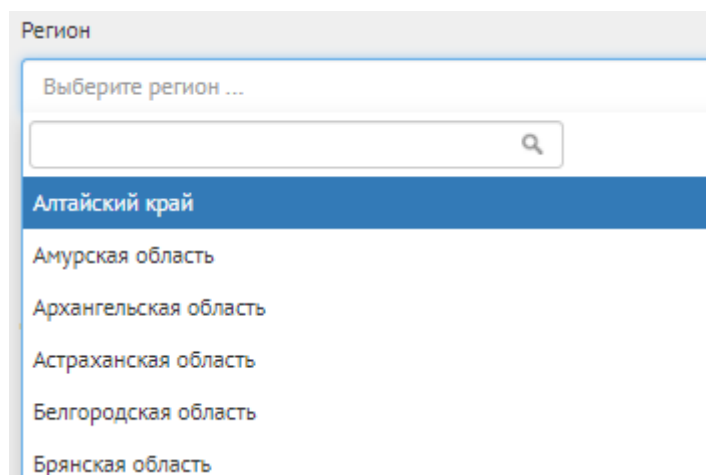 Регион
Выберите регион ...
Алтайский край
Амурская область
Архангельская область
Астраханская область
Белгородская область
Брянская область